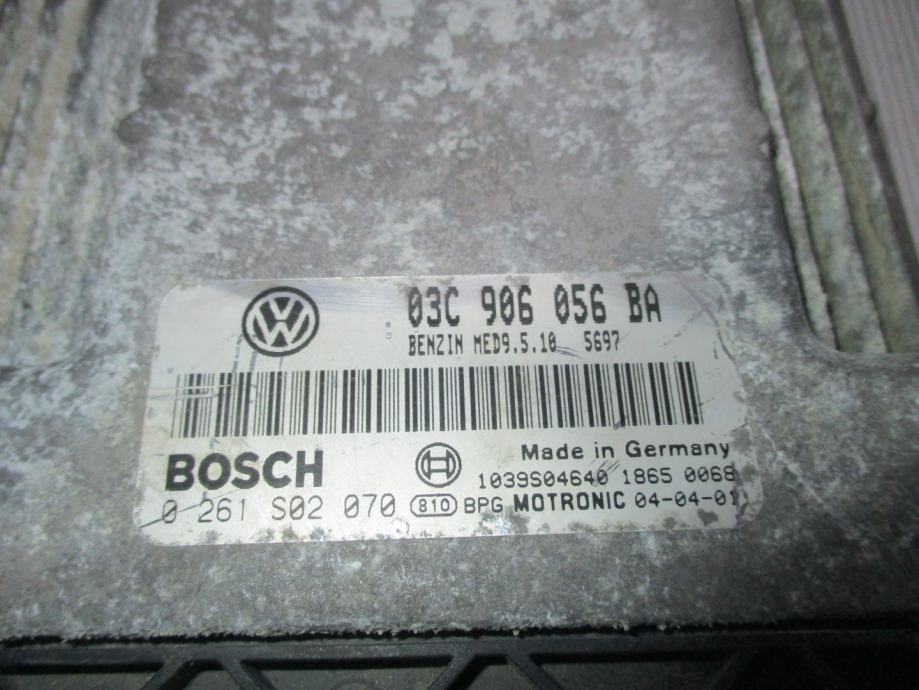 03C 906 056 BA
BENZIN MED9.5.10 5697
Made in Germany
BOSCH
1039S04640 1865 0068
0 261 S02 070 810 BPG MOTRONIC 04-04-01